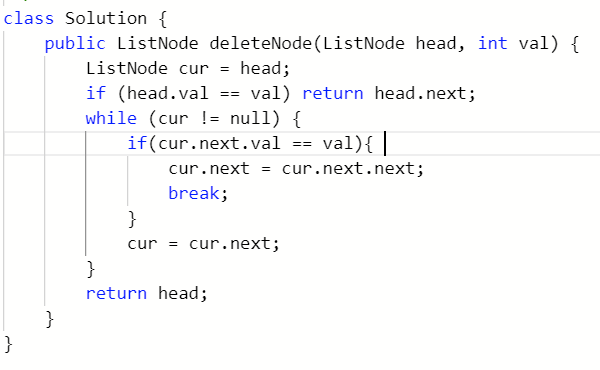 class Solution {
    public ListNode deleteNode(ListNode head, int val) {
        ListNode cur = head;
        if (head.val == val) return head.next;
        while (cur != null) {
            if(cur.next.val == val){
                cur.next = cur.next.next;
                break;
            }
            cur = cur.next;
        }
        return head;
    }
}